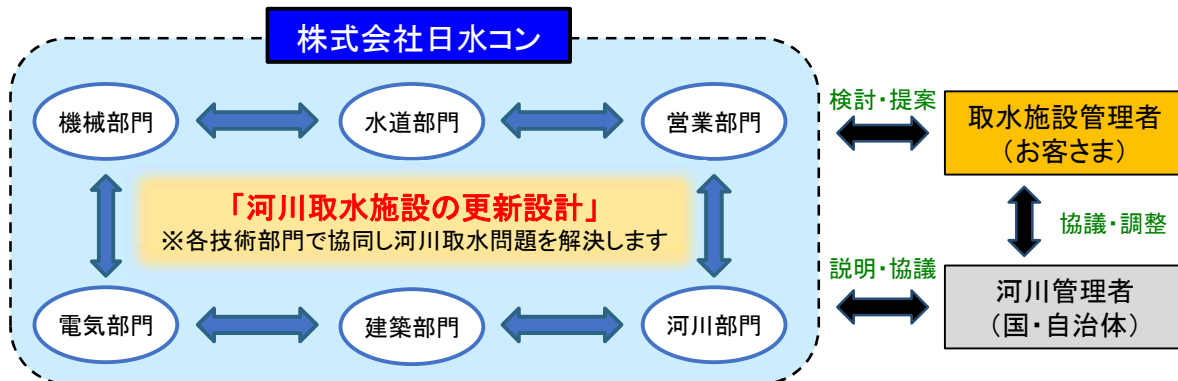 株式会社日水コン
機械部門
水道部門
営業部門
検討・提案
取水施設管理者
（お客さま）
「河川取水施設の更新設計」
※各技術部門で協同し河川取水問題を解決します
協議・調整
電気部門
建築部門
河川部門
説明・協議
河川管理者
（国・自治体）